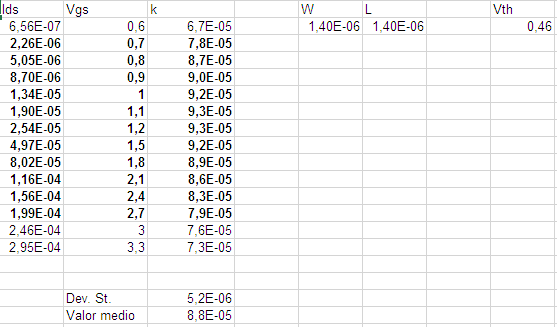 Ids Vgs k W L Vth
6,56E-07 0,6 6,7E-05 1,40E-06 1,40E-06 0,46
2,26E-06 0,7 7,8E-05
5,05E-06 0,8 8,7E-05
8,70E-06 0,9 9,0E-05
1,34E-05 1 9,2E-05
1,90E-05 1,1 9,3E-05
2,54E-05 1,2 9,3E-05
4,97E-05 1,5 9,2E-05
8,02E-05 1,8 8,9E-05
1,16E-04 2,1 8,6E-05
1,56E-04 2,4 8,3E-05
1,99E-04 2,7 7,9E-05
2,46E-04 3 7,6E-05
2,95E-04 3,3 7,3E-05
Dev. St. 5,2E-06
Valor medio 8,8E-05